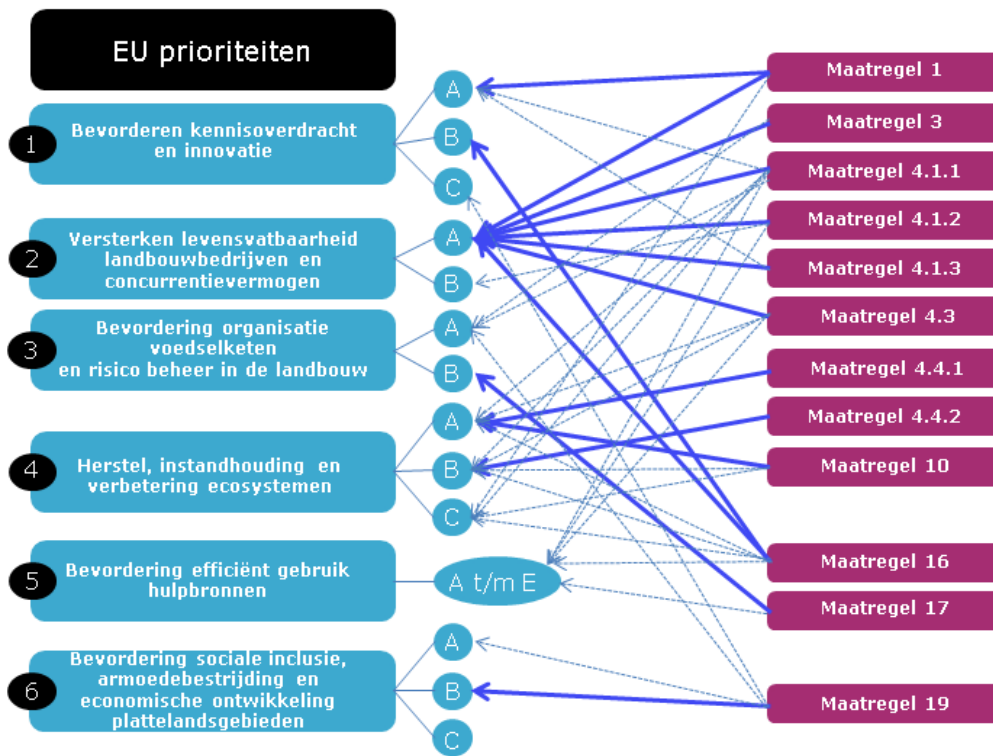 EU prioriteiten
1
Bevorderen kennisoverdracht
en innovatie
A
B
C
2
Versterken levensvatbaarheid
landbouwbedrijven en
concurrentievermogen
A
B
3
Bevordering organisatie
voedselketen
en risico beheer in de landbouw
A
B
4
Herstel, instandhouding en
verbetering ecosystemen
A
B
C
5
Bevordering efficiënt gebruik
hulpbronnen
A t/m E
6
Bevordering sociale inclusie,
armoedebestrijding en
economische ontwikkeling
plattelandsgebieden
A
B
C
Maatregel 1
Maatregel 3
Maatregel 4.1.1
Maatregel 4.1.2
Maatregel 4.1.3
Maatregel 4.3
Maatregel 4.4.1
Maatregel 4.4.2
Maatregel 10
Maatregel 16
Maatregel 17
Maatregel 19